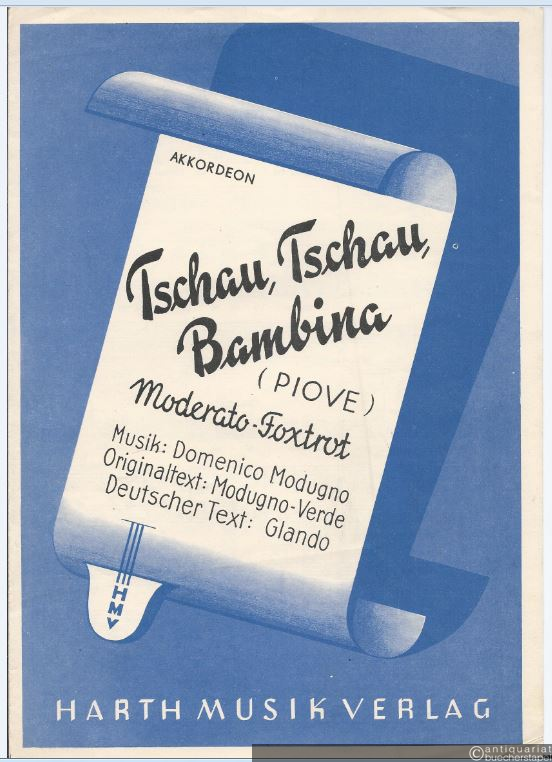 AKKORDEON
Tschau, Tschau,
Bambina
(PIOVE)
Moderato-Foxtrot
Musik: Domenico Modugno
Originaltext: Modugno-Verde
Deutscher Text: Glando
HMV
HARTH MUSIK VERLAG
©antiquariat
buecherstapel